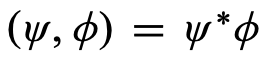 (ψ, ϕ) = ψ*ϕ